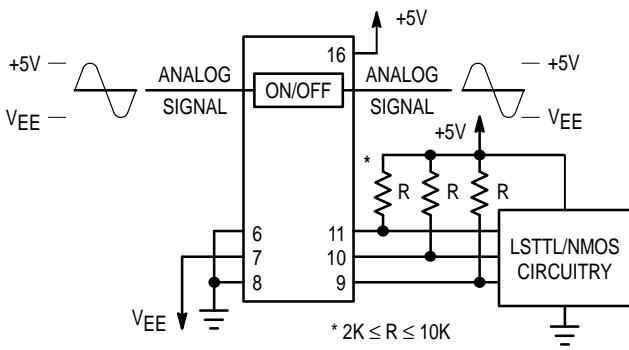 +5V
16
+5V
ANALOG
SIGNAL
ON/OFF
ANALOG
SIGNAL
+5V
VEE
VEE
+5V
*
R
R
R
6
7
8
11
10
9
LSTTL/NMOS
CIRCUITRY
VEE
* 2K ≤ R ≤ 10K